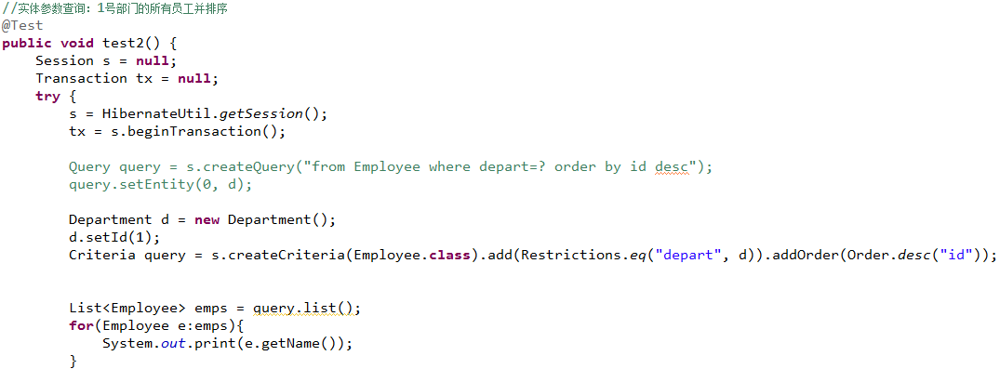 //实体参数查询：1号部门的所有员工并排序
@Test
public void test2() {
    Session s = null;
    Transaction tx = null;
    try {
        s = HibernateUtil.getSession();
        tx = s.beginTransaction();
        Query query = s.createQuery("from Employee where depart=? order by id desc");
        query.setEntity(0, d);
        Department d = new Department();
        d.setId(1);
        Criteria query = s.createCriteria(Employee.class).add(Restrictions.eq("depart", d)).addOrder(Order.desc("id"));
        List<Employee> emps = query.list();
        for(Employee e:emps){
            System.out.print(e.getName());
        }